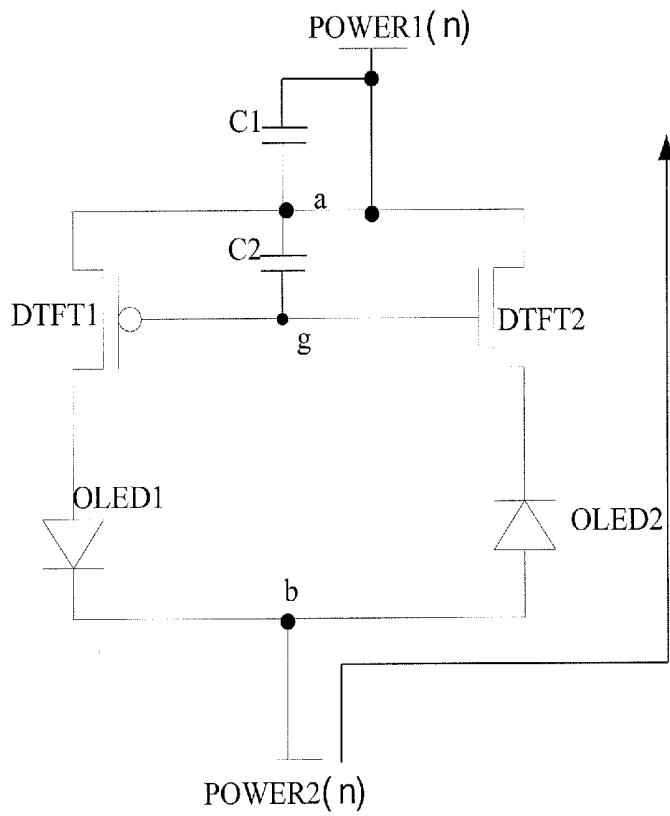 POWER1(n)
C1
a
C2
DTFT1
DTFT2
g
OLED1
OLED2
b
POWER2(n)